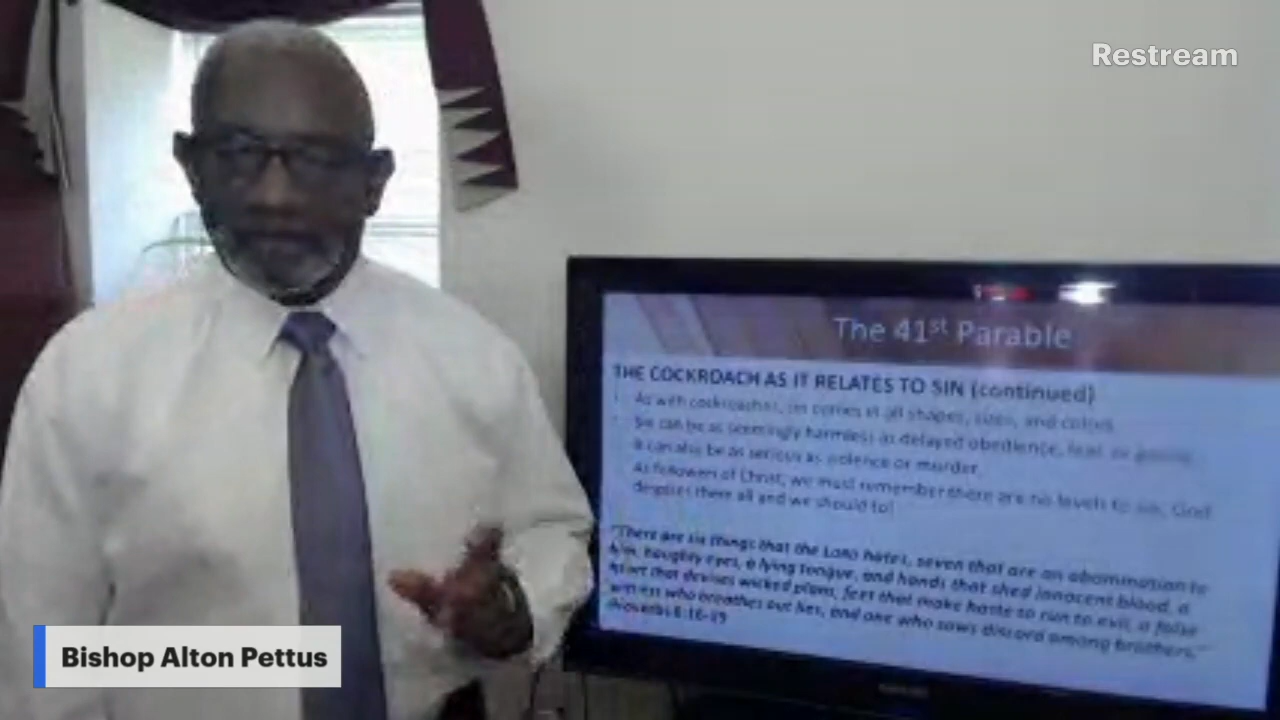 Restream
The 41st Parable
THE COCKROACH AS IT RELATES TO SIN (continued)
As with cockroaches, sin comes in all shapes, sizes, and colors.
Sin can be as seemingly harmless as delayed obedience, fear, or
It can also be as serious as violence or murder.
As followers of Christ, we must remember there are no levels to sin. God
despises them all and we should to!
"There are six things that the LORD hates, seven that are an abomination to
him, haughty eyes, a lying tongue, and hands that shed innocent blood, a
heart that devises wicked plans, feet that make haste to run to evil, a false
witness who breathes out lies, and one who sows discord among brothers."
Proverbs 6:16-19
Bishop Alton Pettus